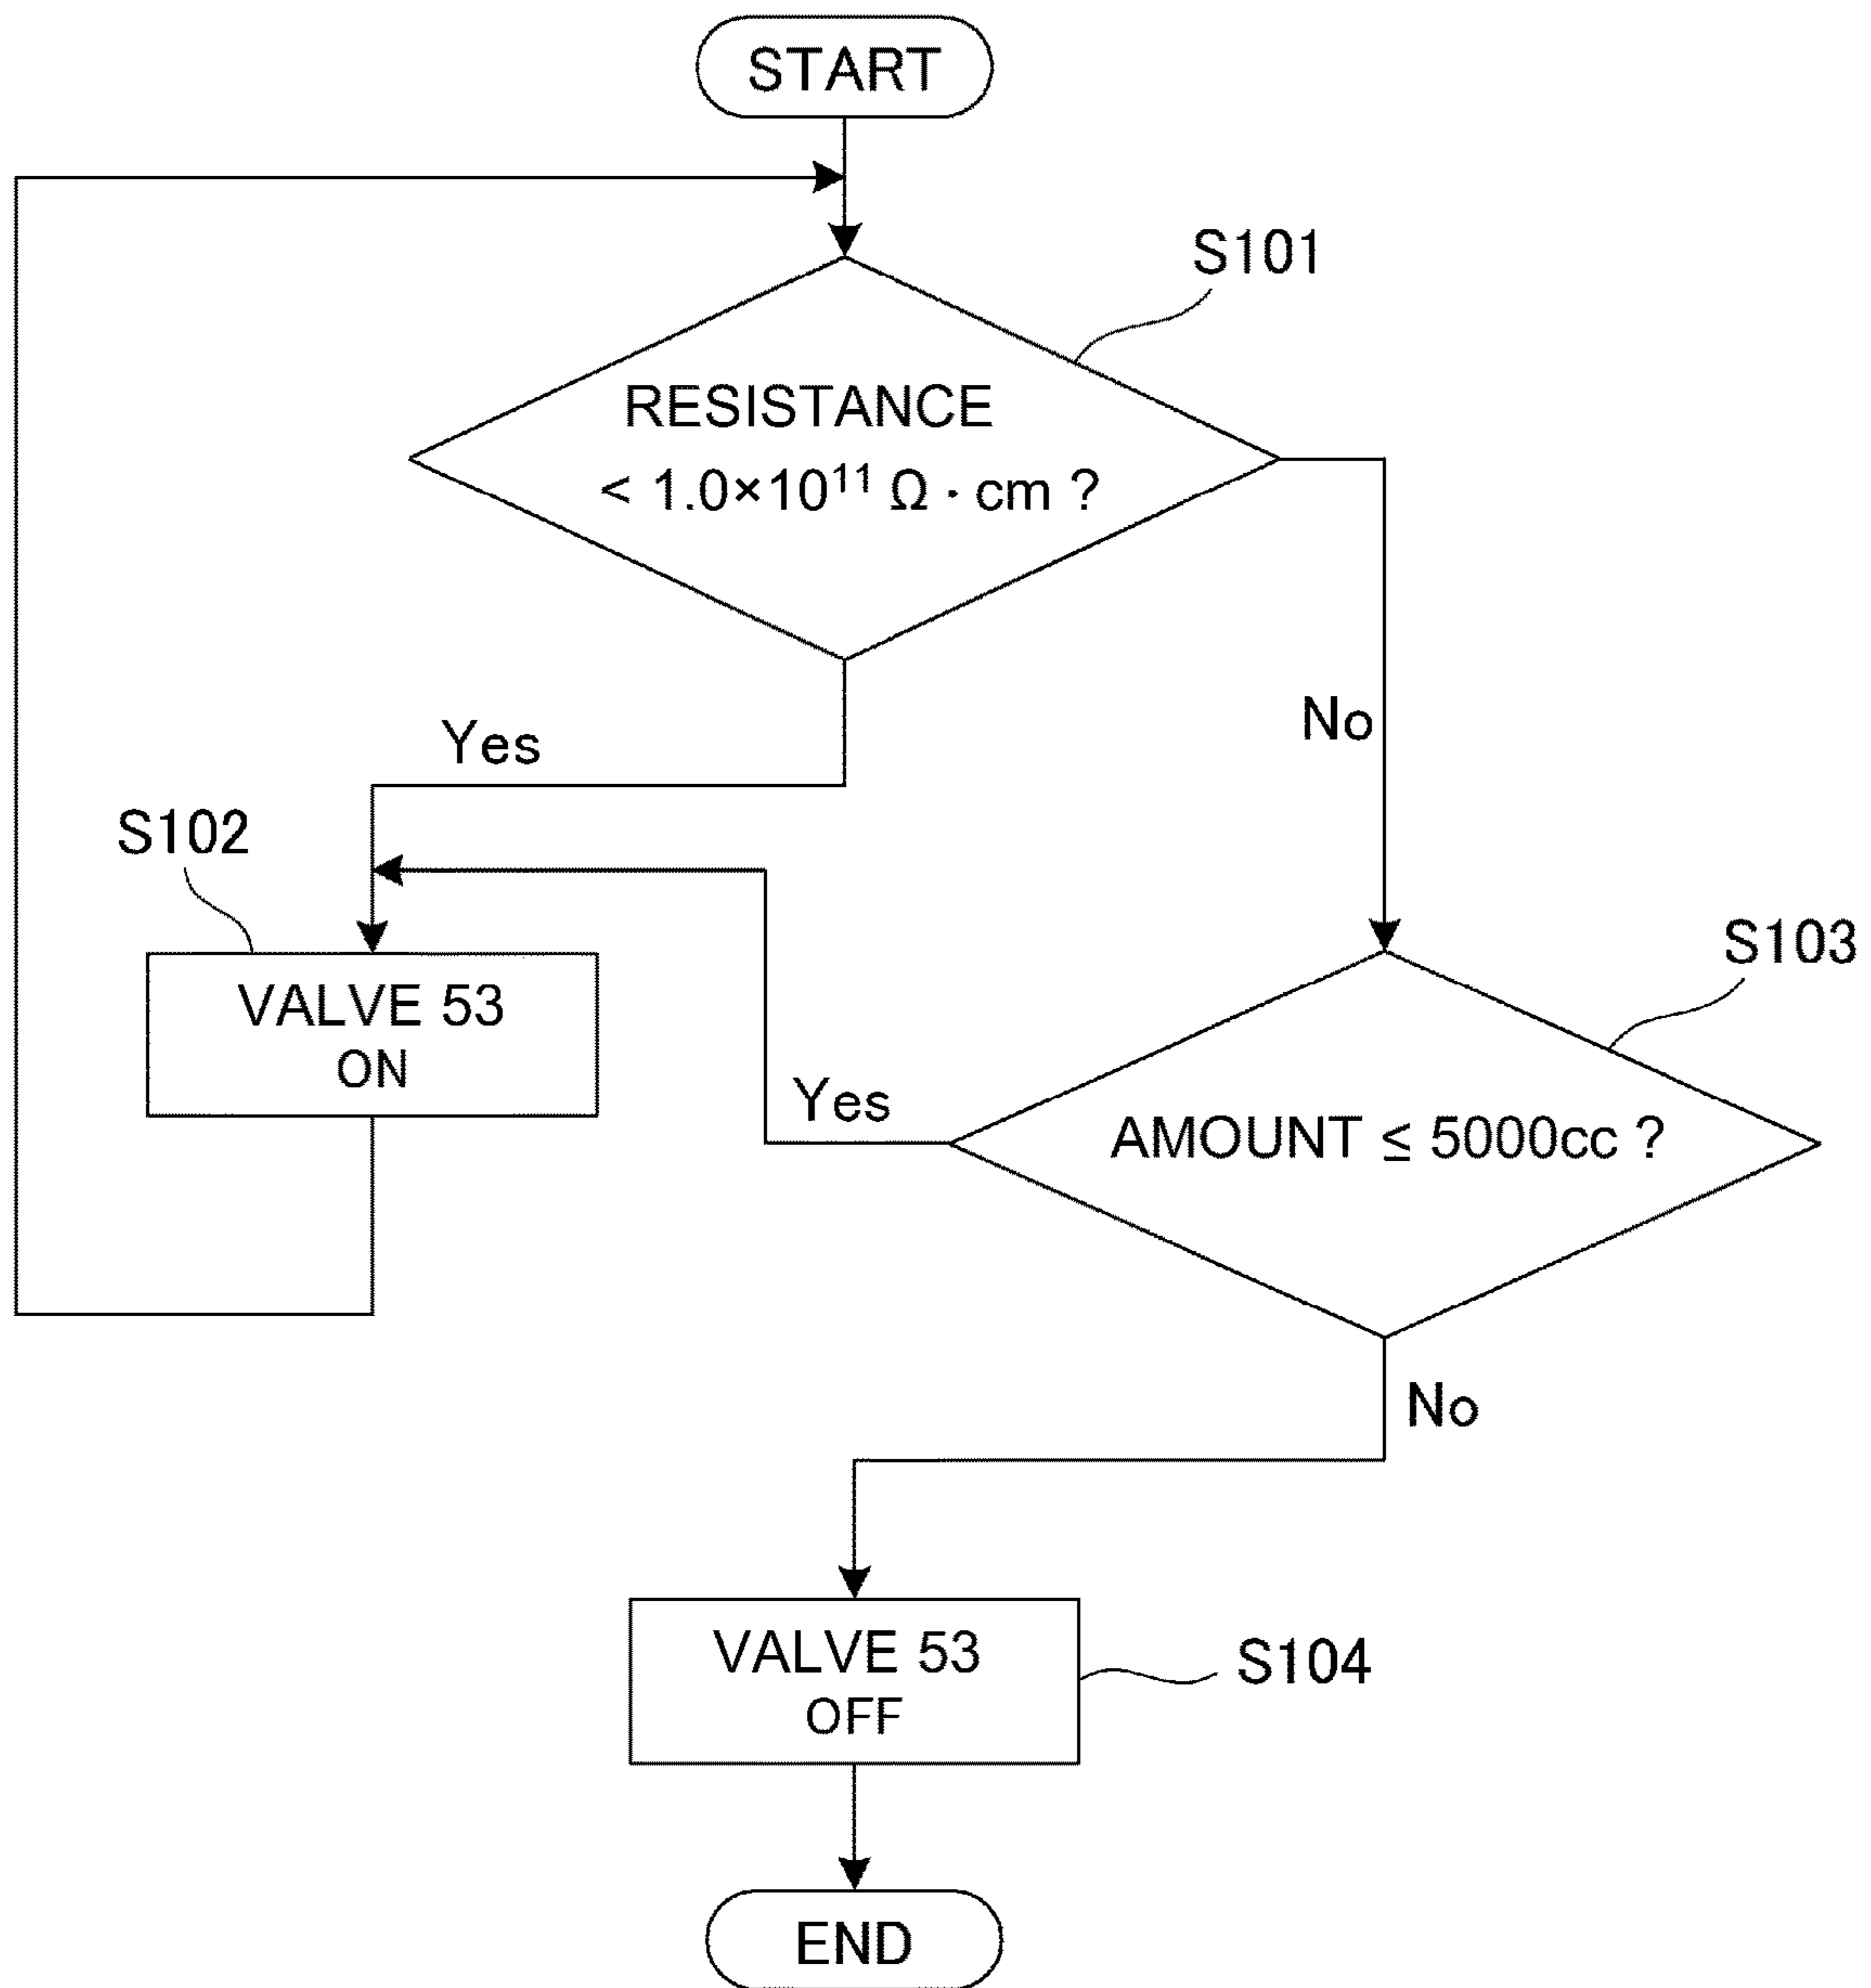 START
S101
RESISTANCE
< 1.0×10¹¹ Ω · cm ?
Yes
No
S102
VALVE 53
ON
S103
Yes
AMOUNT ≦ 5000cc ?
No
VALVE 53
OFF
S104
END